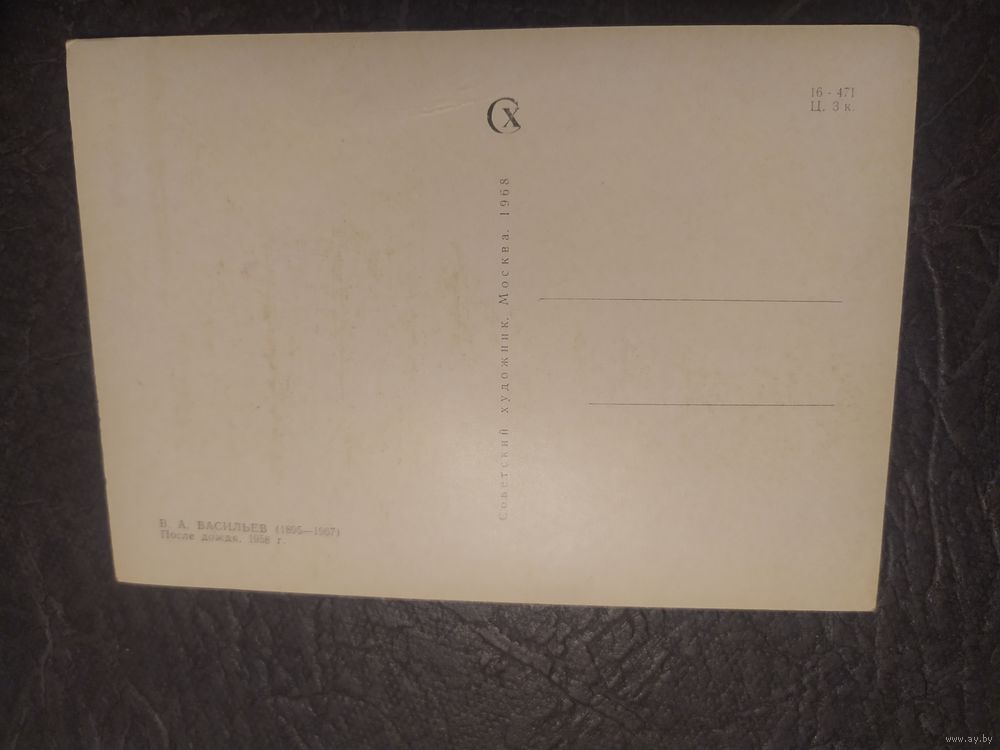 СХ
16 - 471
Ц. 3 к.
Советский художник. Москва. 1968
В. А. ВАСИЛЬЕВ (1895—1967)
После дождя. 1958 г.
www.ay.by